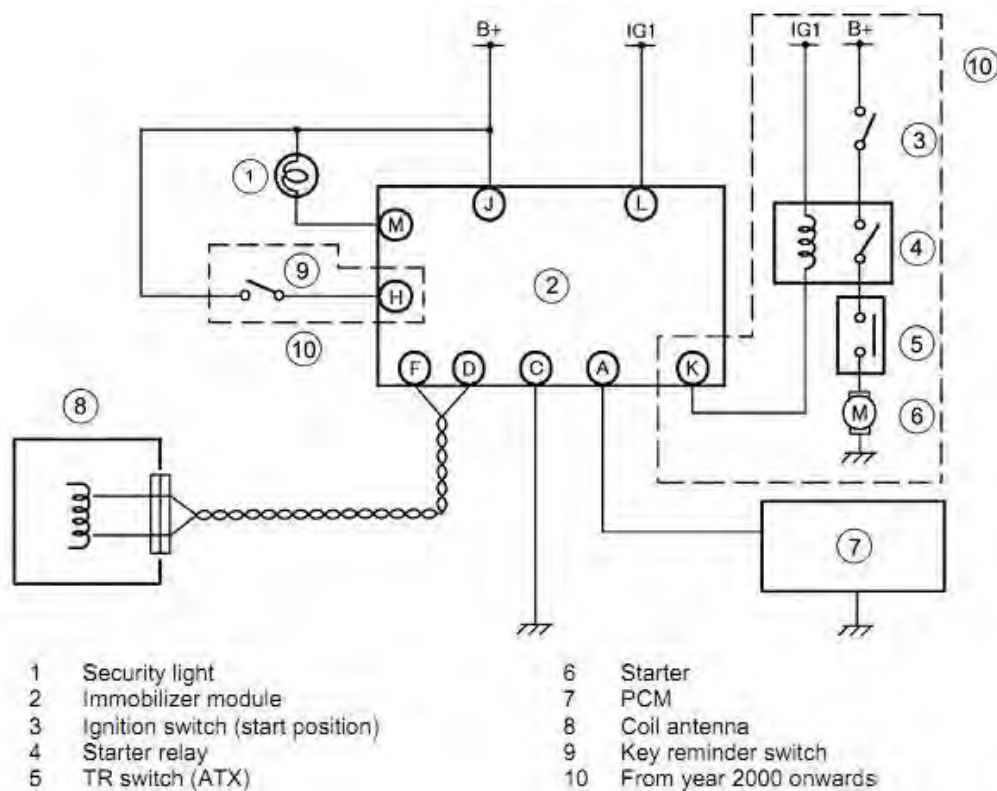 B+ IG1 IG1 B+
10
3
1
J L
M
4
9
2
H
10
5
F D C A K
8
M 6
7
1 Security light
2 Immobilizer module
3 Ignition switch (start position)
4 Starter relay
5 TR switch (ATX)
6 Starter
7 PCM
8 Coil antenna
9 Key reminder switch
10 From year 2000 onwards